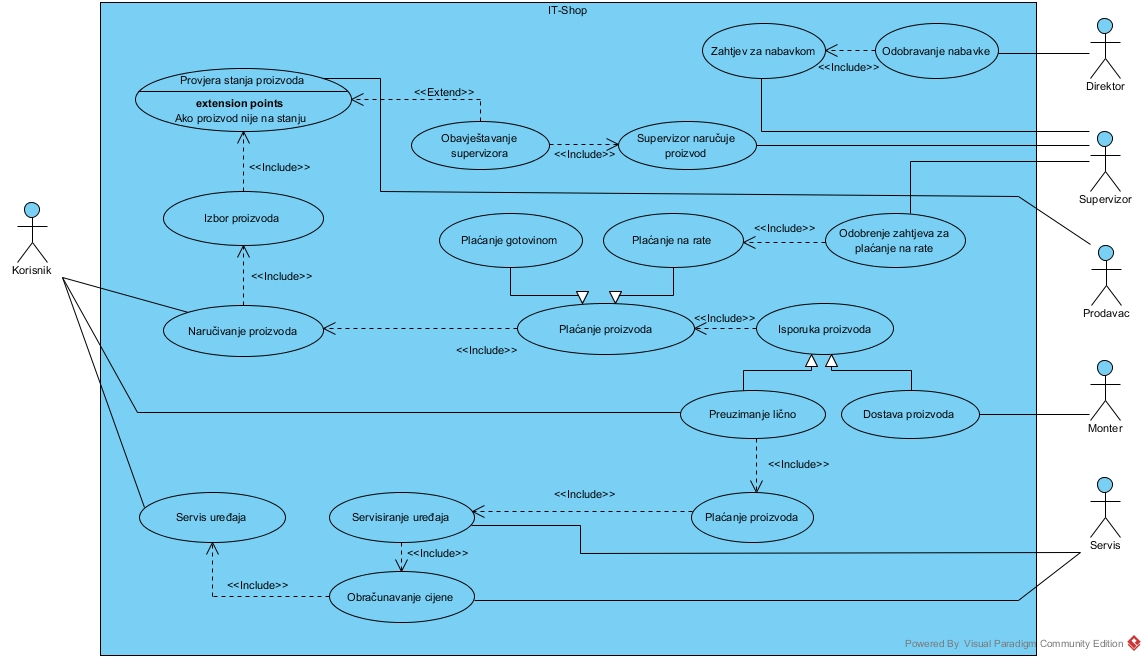 IT-Shop
Zahtjev za nabavkom
<<Include>>
Odobravanje nabavke
Direktor
Provjera stanja proizvoda
extension points
Ako proizvod nije na stanju
<<Extend>>
Obavještavanje
supervizora
<<Include>>
Supervizor naručuje
proizvod
Supervizor
<<Include>>
Izbor proizvoda
Korisnik
Plaćanje gotovinom
Plaćanje na rate
<<Include>>
Odobrenje zahtjeva za
plaćanje na rate
<<Include>>
Prodavac
Naručivanje proizvoda
<<Include>>
Plaćanje proizvoda
<<Include>>
Isporuka proizvoda
Preuzimanje lično
Dostava proizvoda
Monter
<<Include>>
<<Include>>
Servis uređaja
Servisiranje uređaja
Plaćanje proizvoda
Servis
<<Include>>
<<Include>>
Obračunavanje cijene
Powered By Visual Paradigm Community Edition